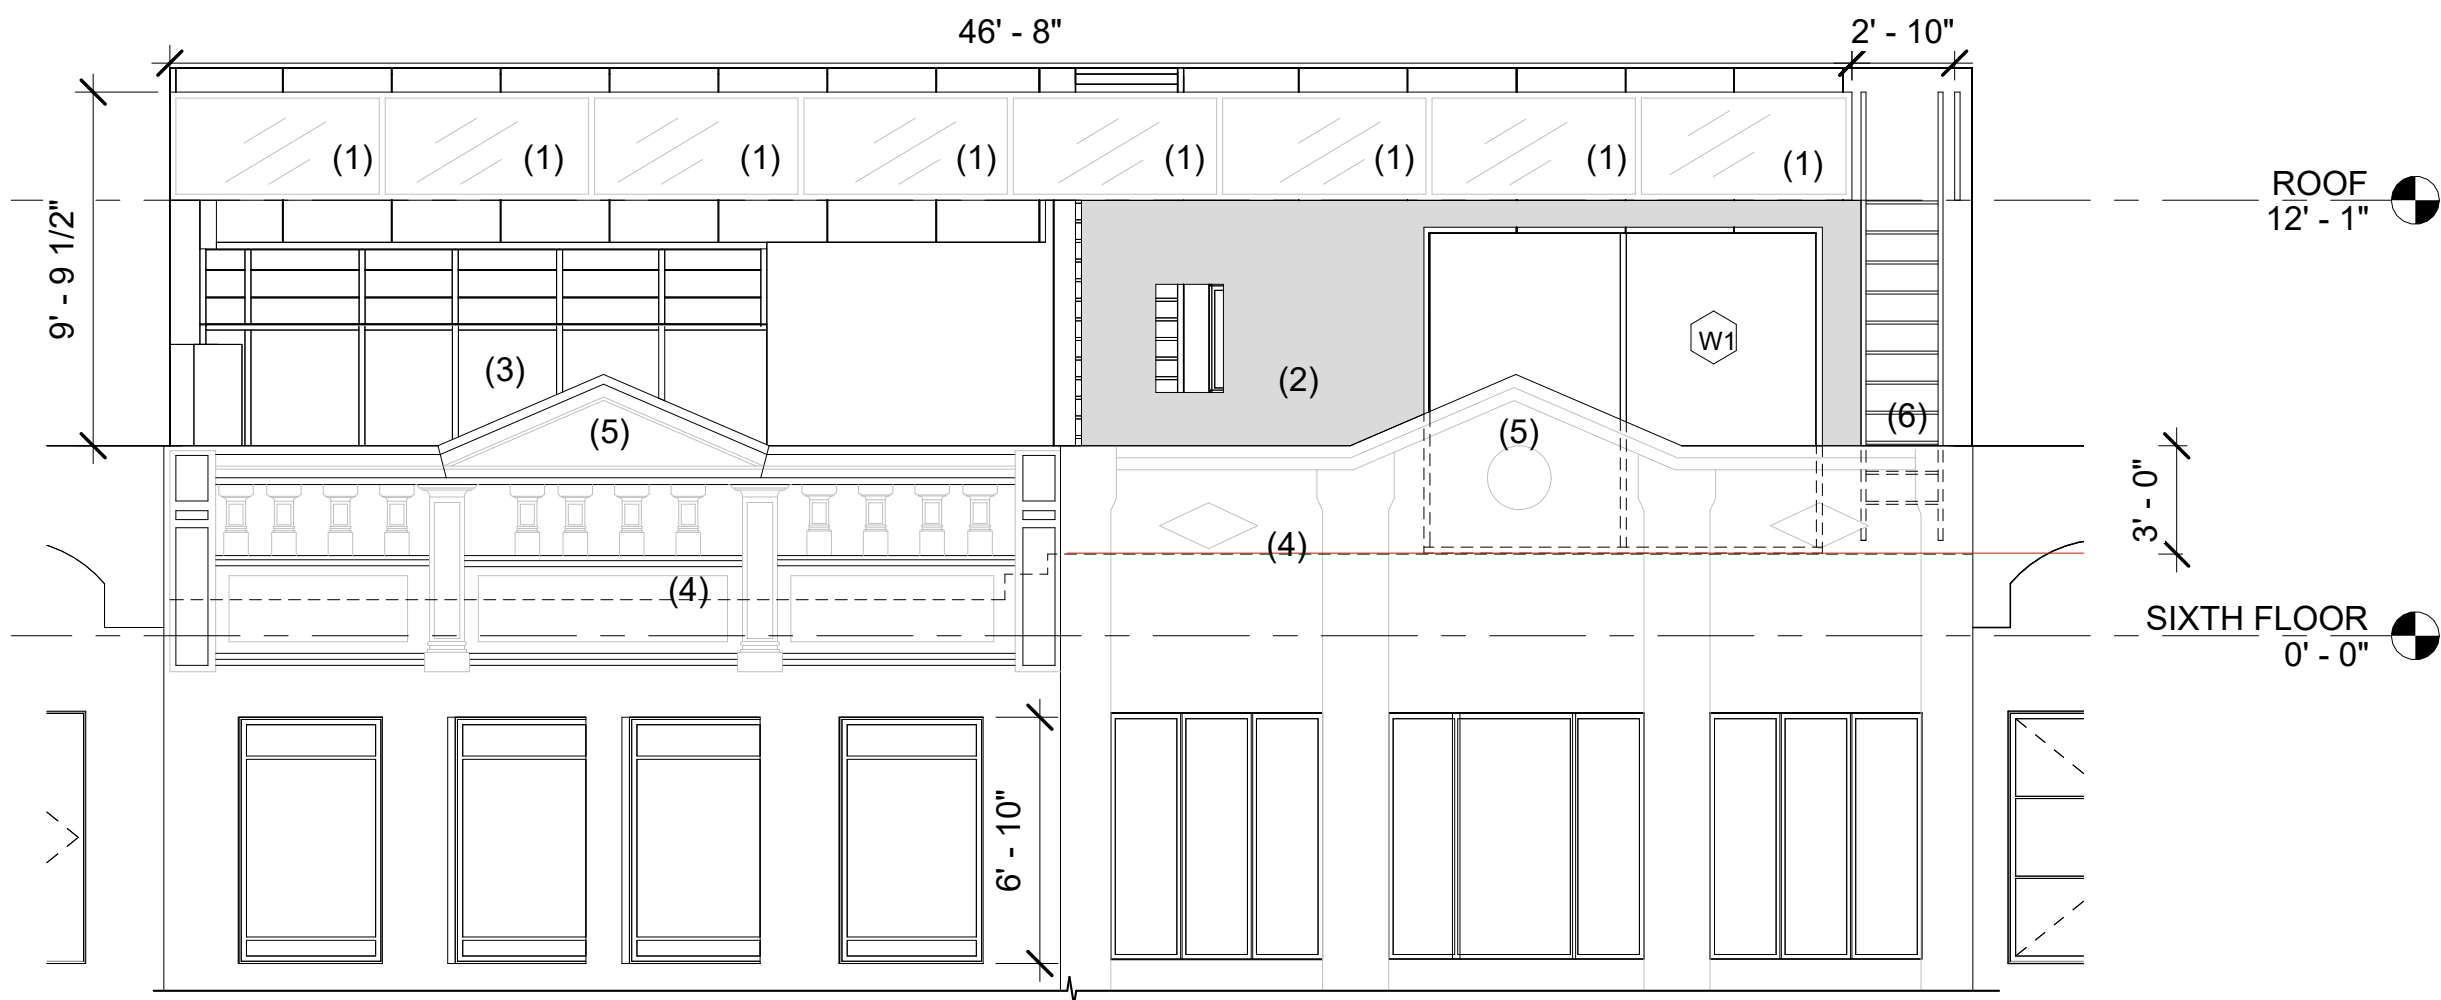 46' - 8"
2' - 10"
(1)
(1)
(1)
(1)
(1)
(1)
(1)
(1)
ROOF
12' - 1"
9' - 9 1/2"
W1
(3)
(2)
(6)
(5)
(5)
3' - 0"
(4)
(4)
SIXTH FLOOR
0' - 0"
6' - 10"